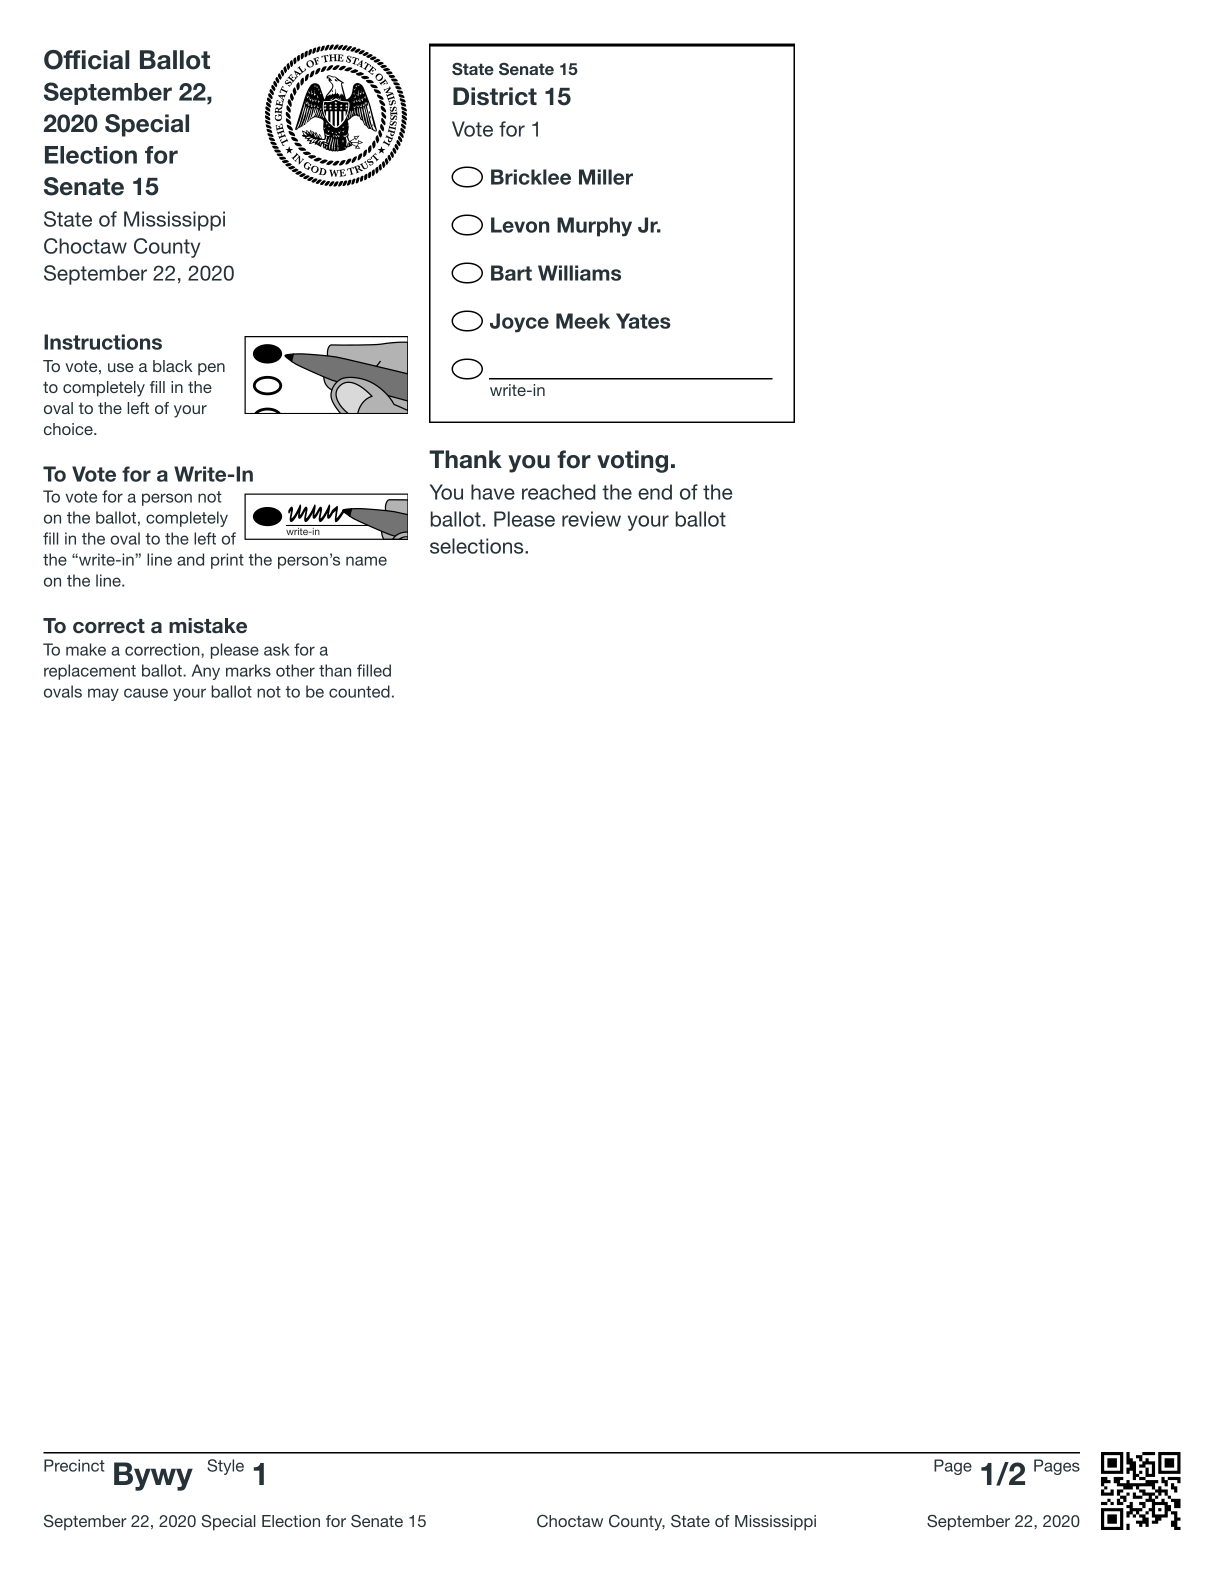 Official Ballot
September 22,
2020 Special
Election for
Senate 15
State of Mississippi
Choctaw County
September 22, 2020
THE GREAT SEAL OF THE STATE OF MISSISSIPPI
★ IN GOD WE TRUST ★
Instructions
To vote, use a black pen
to completely fill in the
oval to the left of your
choice.
To Vote for a Write-In
To vote for a person not
on the ballot, completely
fill in the oval to the left of
the “write-in” line and print the person’s name
on the line.
write-in
To correct a mistake
To make a correction, please ask for a
replacement ballot. Any marks other than filled
ovals may cause your ballot not to be counted.
State Senate 15
District 15
Vote for 1
Bricklee Miller
Levon Murphy Jr.
Bart Williams
Joyce Meek Yates
write-in
Thank you for voting.
You have reached the end of the
ballot. Please review your ballot
selections.
Precinct Bywy Style 1
Page 1/2 Pages
September 22, 2020 Special Election for Senate 15
Choctaw County, State of Mississippi
September 22, 2020